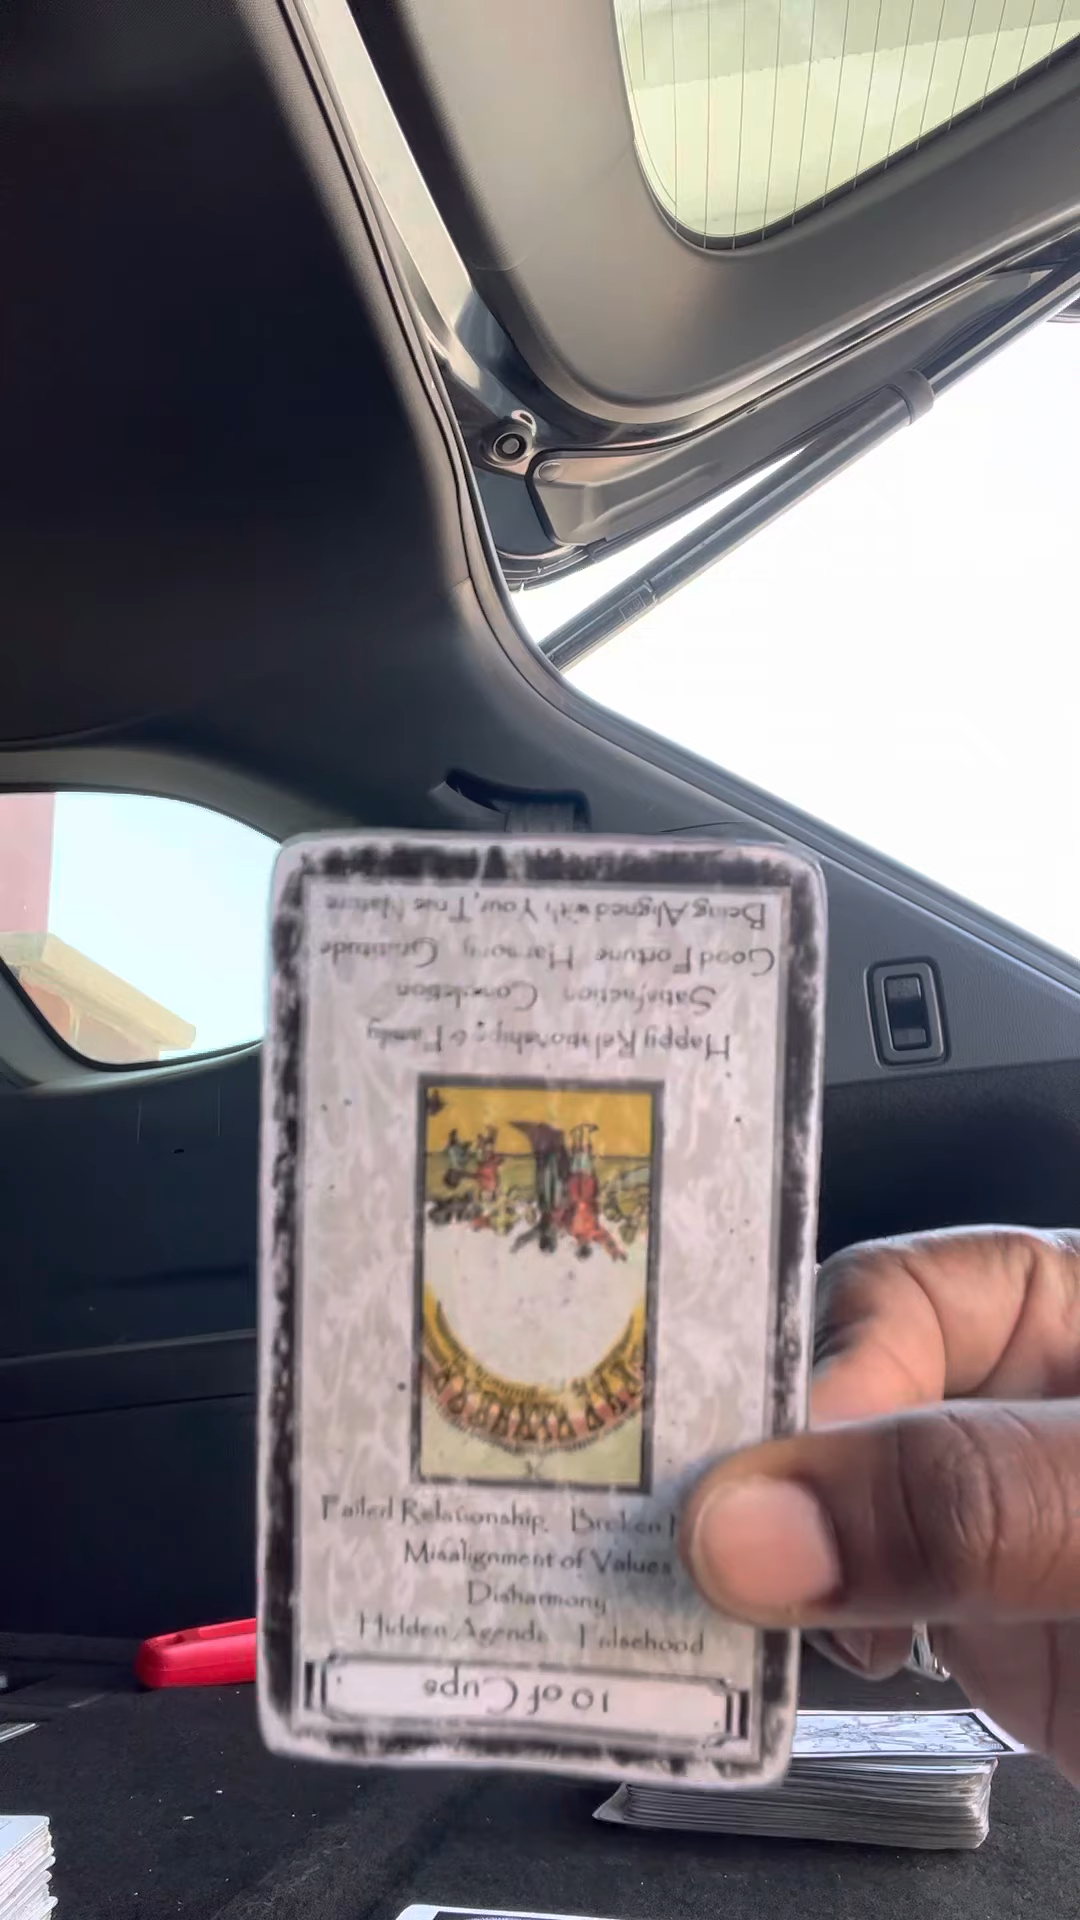 Being Aligned with Your True Nature
Good Fortune Harmony Gratitude
Satisfaction Completion
Happy Relationships & Family
X
Failed Relationship Broken
Misalignment of Values
Disharmony
Hidden Agenda Falsehood
10 of Cups